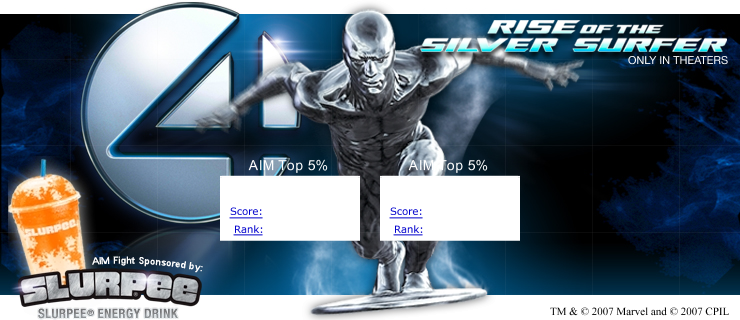 4
RISE OF THE
SILVER SURFER
ONLY IN THEATERS
AIM Top 5%
AIM Top 5%
Score:
Score:
Rank:
Rank:
SLURPEE
AIM Fight Sponsored by:
SLURPEE
SLURPEE® ENERGY DRINK
TM & © 2007 Marvel and © 2007 CPIL